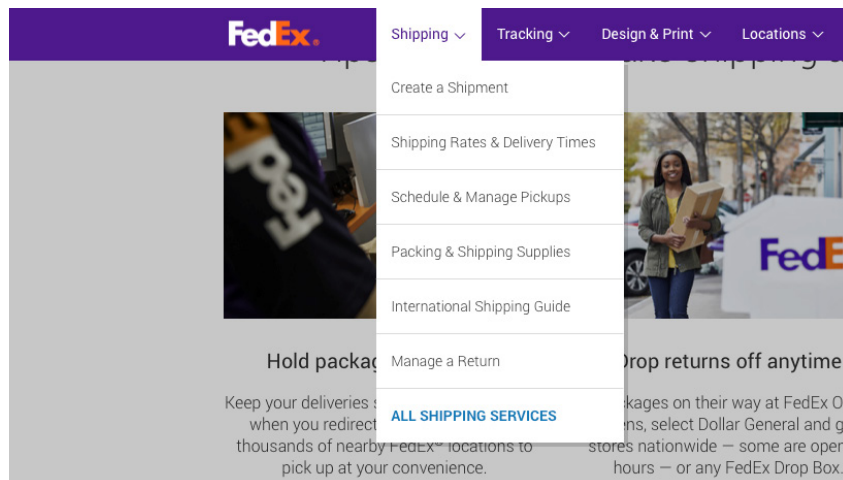 FedEx.
Shipping
Tracking
Design & Print
Locations
Create a Shipment
Shipping Rates & Delivery Times
Schedule & Manage Pickups
Packing & Shipping Supplies
International Shipping Guide
Manage a Return
ALL SHIPPING SERVICES
FedE
Hold packag
Keep your deliveries s
when you redirect
thousands of nearby FedEx® locations to
pick up at your convenience.
Drop returns off anytime
kages on their way at FedEx O
ens, select Dollar General and g
stores nationwide — some are open
hours — or any FedEx Drop Box.